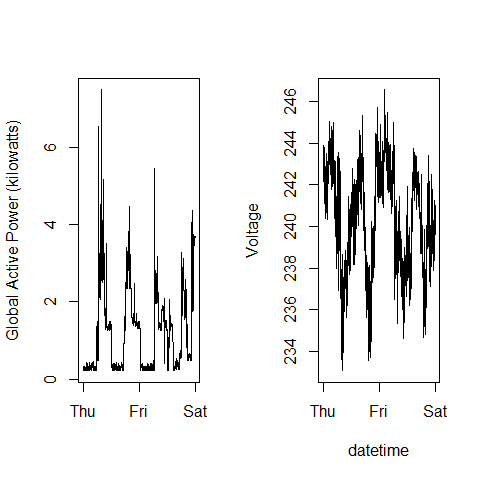 Global Active Power (kilowatts)
6
4
2
0
Thu Fri Sat
Voltage
246
244
242
240
238
236
234
Thu Fri Sat
datetime